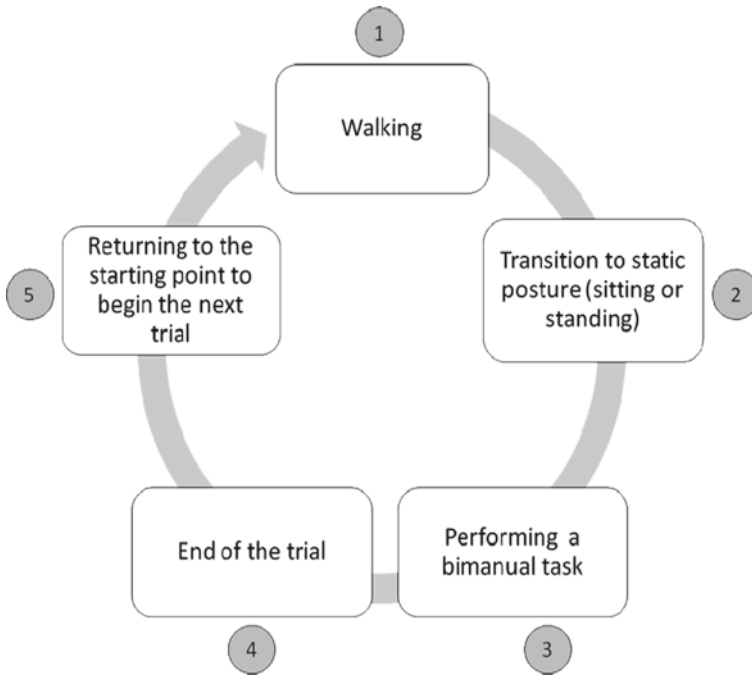 1
Walking
Transition to static
posture (sitting or
standing)
2
Performing a
bimanual task
3
End of the trial
4
Returning to the
starting point to
begin the next
trial
5